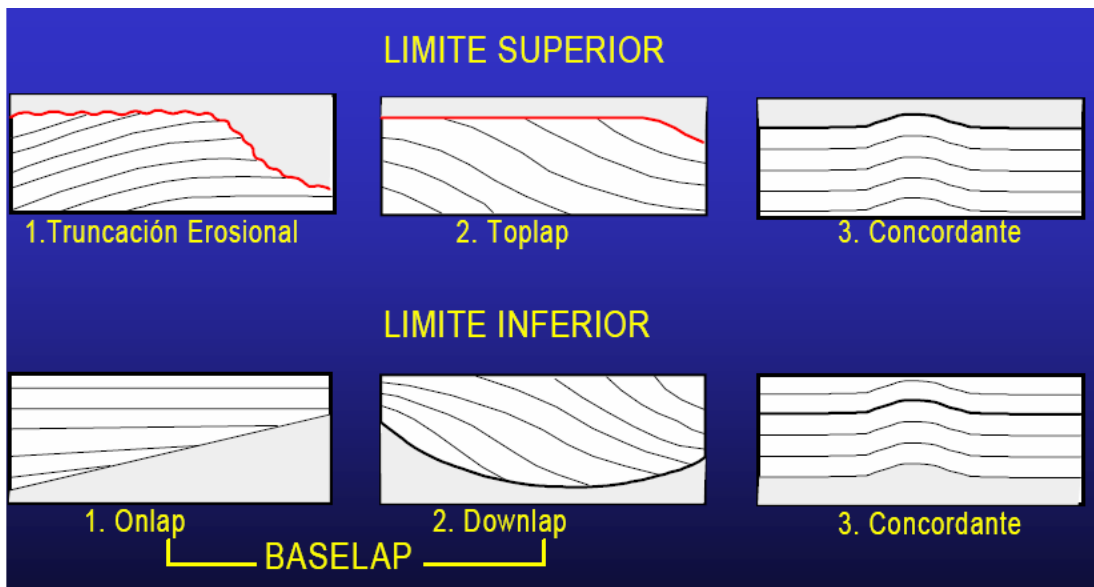 LIMITE SUPERIOR
1.Truncación Erosional
2. Toplap
3. Concordante
LIMITE INFERIOR
1. Onlap
2. Downlap
3. Concordante
BASELAP